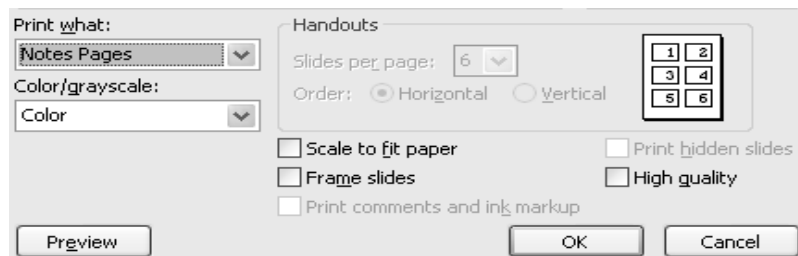 Print what:
Notes Pages
Color/grayscale:
Color
Handouts
Slides per page: 6
Order: Horizontal Vertical
1 2
3 4
5 6
Scale to fit paper
Print hidden slides
Frame slides
High quality
Print comments and ink markup
Preview
OK
Cancel